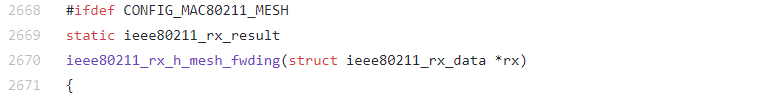 2668 #ifdef CONFIG_MAC80211_MESH
2669 static ieee80211_rx_result
2670 ieee80211_rx_h_mesh_fwding(struct ieee80211_rx_data *rx)
2671 {